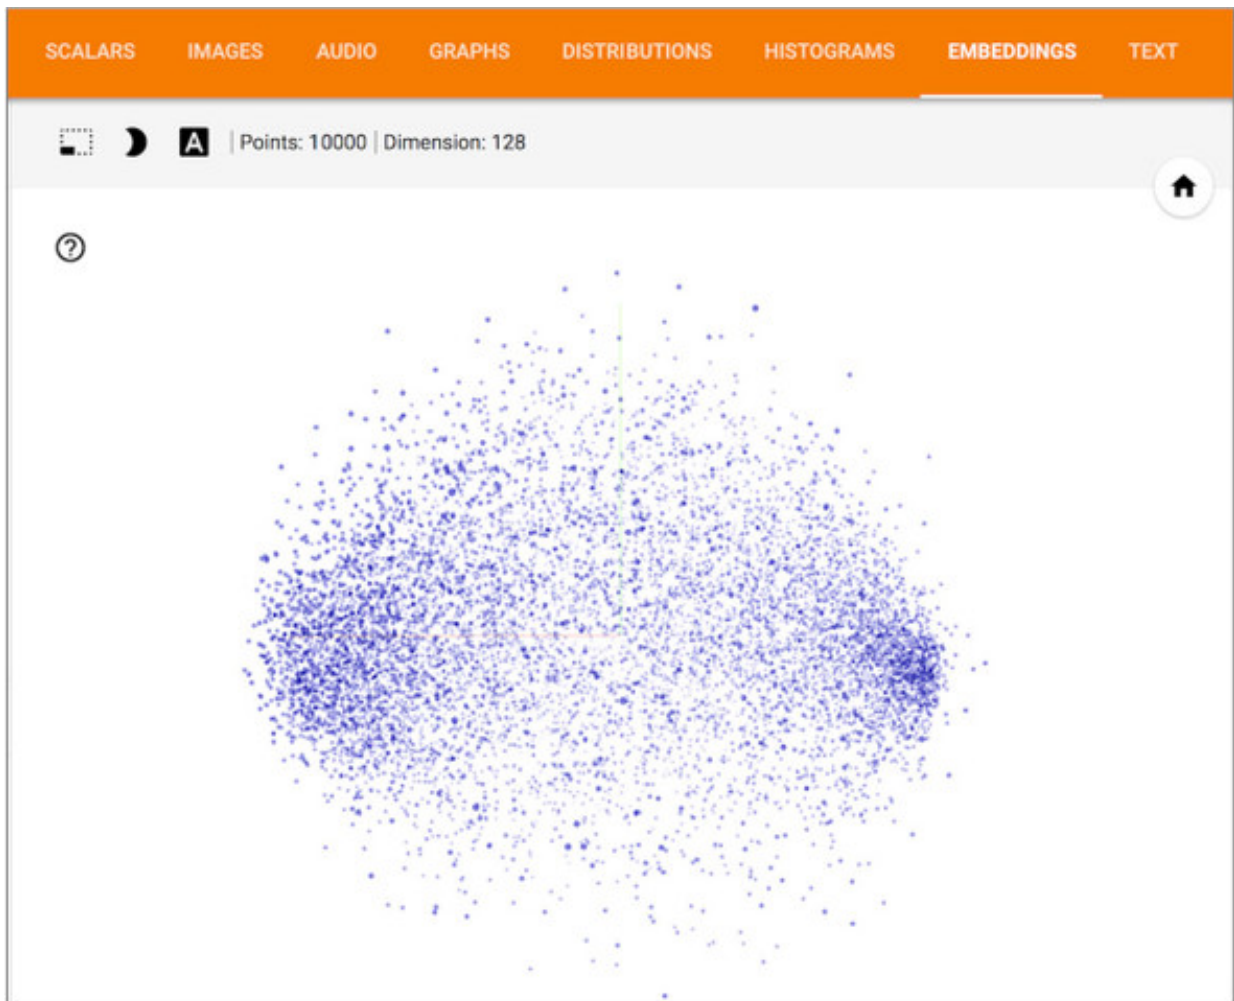 SCALARS IMAGES AUDIO GRAPHS DISTRIBUTIONS HISTOGRAMS EMBEDDINGS TEXT
A | Points: 10000 | Dimension: 128
?